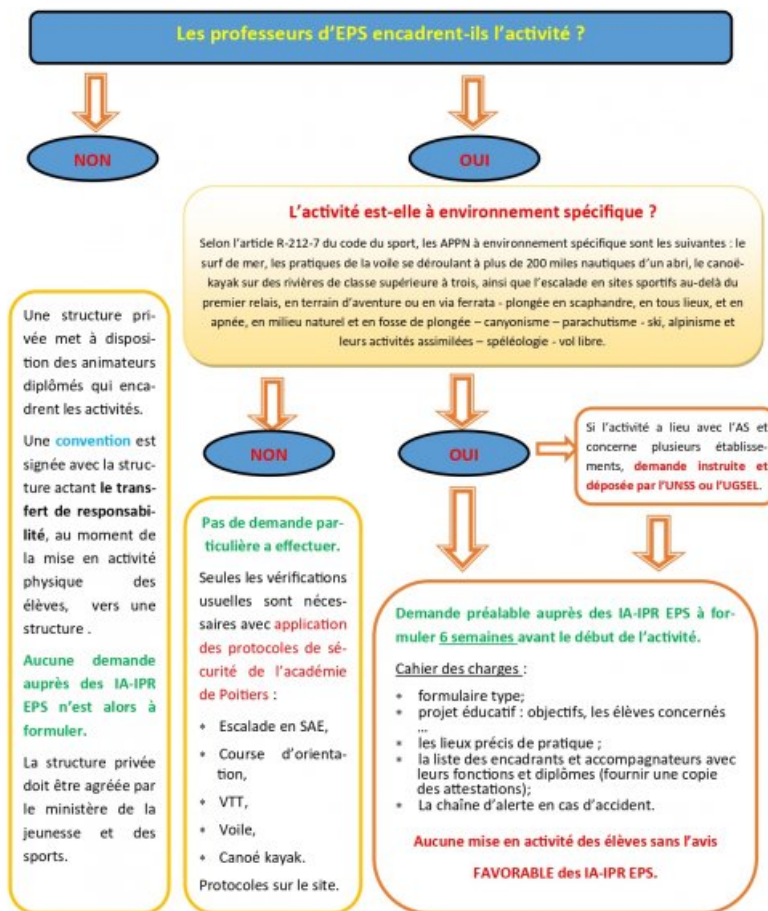 Les professeurs d'EPS encadrent-ils l'activité ?
NON
OUI
L'activité est-elle à environnement spécifique ?
Selon l'article R-212-7 du code du sport, les APPN à environnement spécifique sont les suivantes : le
surf de mer, les pratiques de la voile se déroulant à plus de 200 miles nautiques d'un abri, le canoë-
kayak sur des rivières de classe supérieure à trois, ainsi que l'escalade en sites sportifs au-delà du
premier relais, en terrain d'aventure ou en via ferrata - plongée en scaphandre, en tous lieux, et en
apnée, en milieu naturel et en fosse de plongée – canyonisme – parachutisme - ski, alpinisme et
leurs activités assimilées – spéléologie - vol libre.
Une structure pri-
vée met à disposi-
tion des animateurs
diplômés qui enca-
drent les activités.
Une convention est
signée avec la struc-
ture actant le trans-
fert de responsabi-
lité, au moment de
la mise en activité
physique des
élèves, vers une
structure .
Aucune demande
auprès des IA-IPR
EPS n'est alors à
formuler.
La structure privée
doit être agréée par
le ministère de la
jeunesse et des
sports.
NON
Pas de demande par-
ticulière a effectuer.
Seules les vérifications
usuelles sont néces-
saires avec application
des protocoles de sé-
curité de l'académie
de Poitiers :
* Escalade en SAE,
* Course d'orienta-
tion,
* VTT,
* Voile,
* Canoé kayak.
Protocoles sur le site.
OUI
Si l'activité a lieu avec l'AS et
concerne plusieurs établisse-
ments, demande instruite et
déposée par l'UNSS ou l'UGSEL.
Demande préalable auprès des IA-IPR EPS à for-
muler 6 semaines avant le début de l'activité.
Cahier des charges :
* formulaire type;
* projet éducatif : objectifs, les élèves concernés
...
* les lieux précis de pratique ;
* la liste des encadrants et accompagnateurs avec
leurs fonctions et diplômes (fournir une copie
des attestations);
* La chaîne d'alerte en cas d'accident.
Aucune mise en activité des élèves sans l'avis
FAVORABLE des IA-IPR EPS.